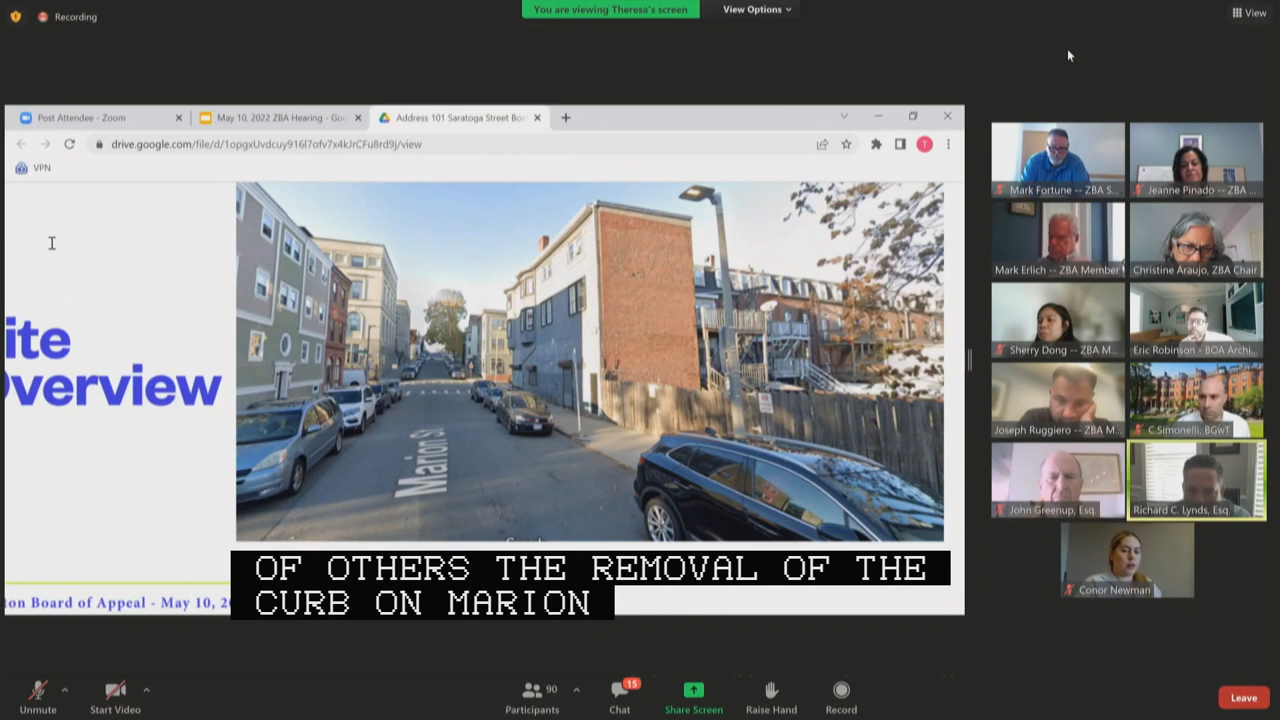 Recording
You are viewing Theresa's screen
View Options
View
Post Attendee - Zoom
May 10, 2022 ZBA Hearing - Goo
Address 101 Saratoga Street Bos
drive.google.com/file/d/1opgxUvdcuy916I7ofv7x4kJrCFu8rd9j/view
T
VPN
ite
Overview
Marion St
ton Board of Appeal - May 10, 20
OF OTHERS THE REMOVAL OF THE
CURB ON MARION
Mark Fortune -- ZBA S...
Jeanne Pinado -- ZBA ...
Mark Erlich -- ZBA Member
Christine Araujo, ZBA Chair
Sherry Dong -- ZBA M...
Eric Robinson - BOA Archi...
Joseph Ruggiero -- ZBA M...
C.Simonelli, BGwT
John Greenup, Esq.
Richard C. Lynds, Esq.
Conor Newman
Unmute
Start Video
90
Participants
15
Chat
Share Screen
Raise Hand
Record
Leave